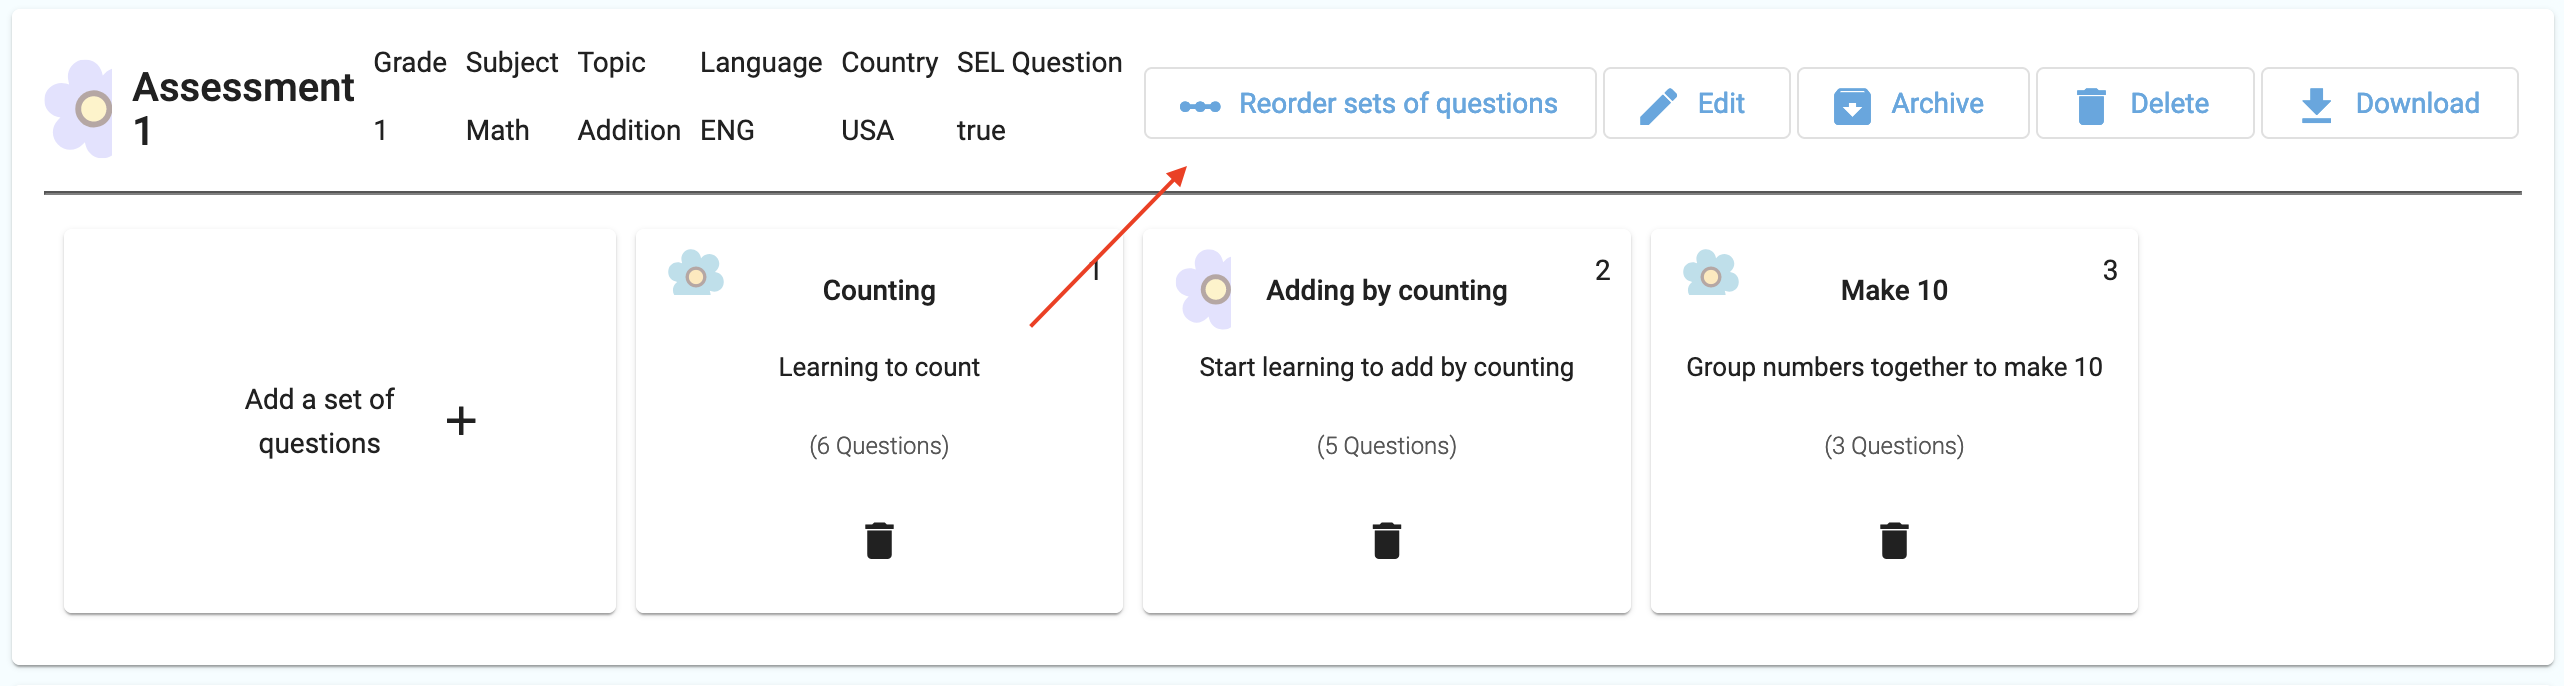 Assessment
1
Grade Subject Topic Language Country SEL Question
1 Math Addition ENG USA true
Reorder sets of questions
Edit
Archive
Delete
Download
Add a set of
questions
+
1
Counting
Learning to count
(6 Questions)
2
Adding by counting
Start learning to add by counting
(5 Questions)
3
Make 10
Group numbers together to make 10
(3 Questions)